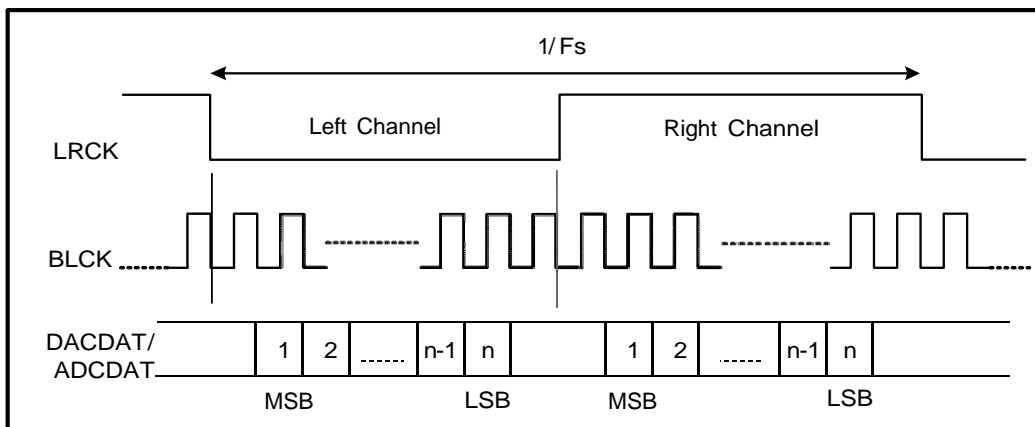 1/ Fs
Left Channel
Right Channel
LRCK
BLCK
DACDAT/
ADCDAT
1 2 n-1 n 1 2 n-1 n
MSB LSB MSB LSB